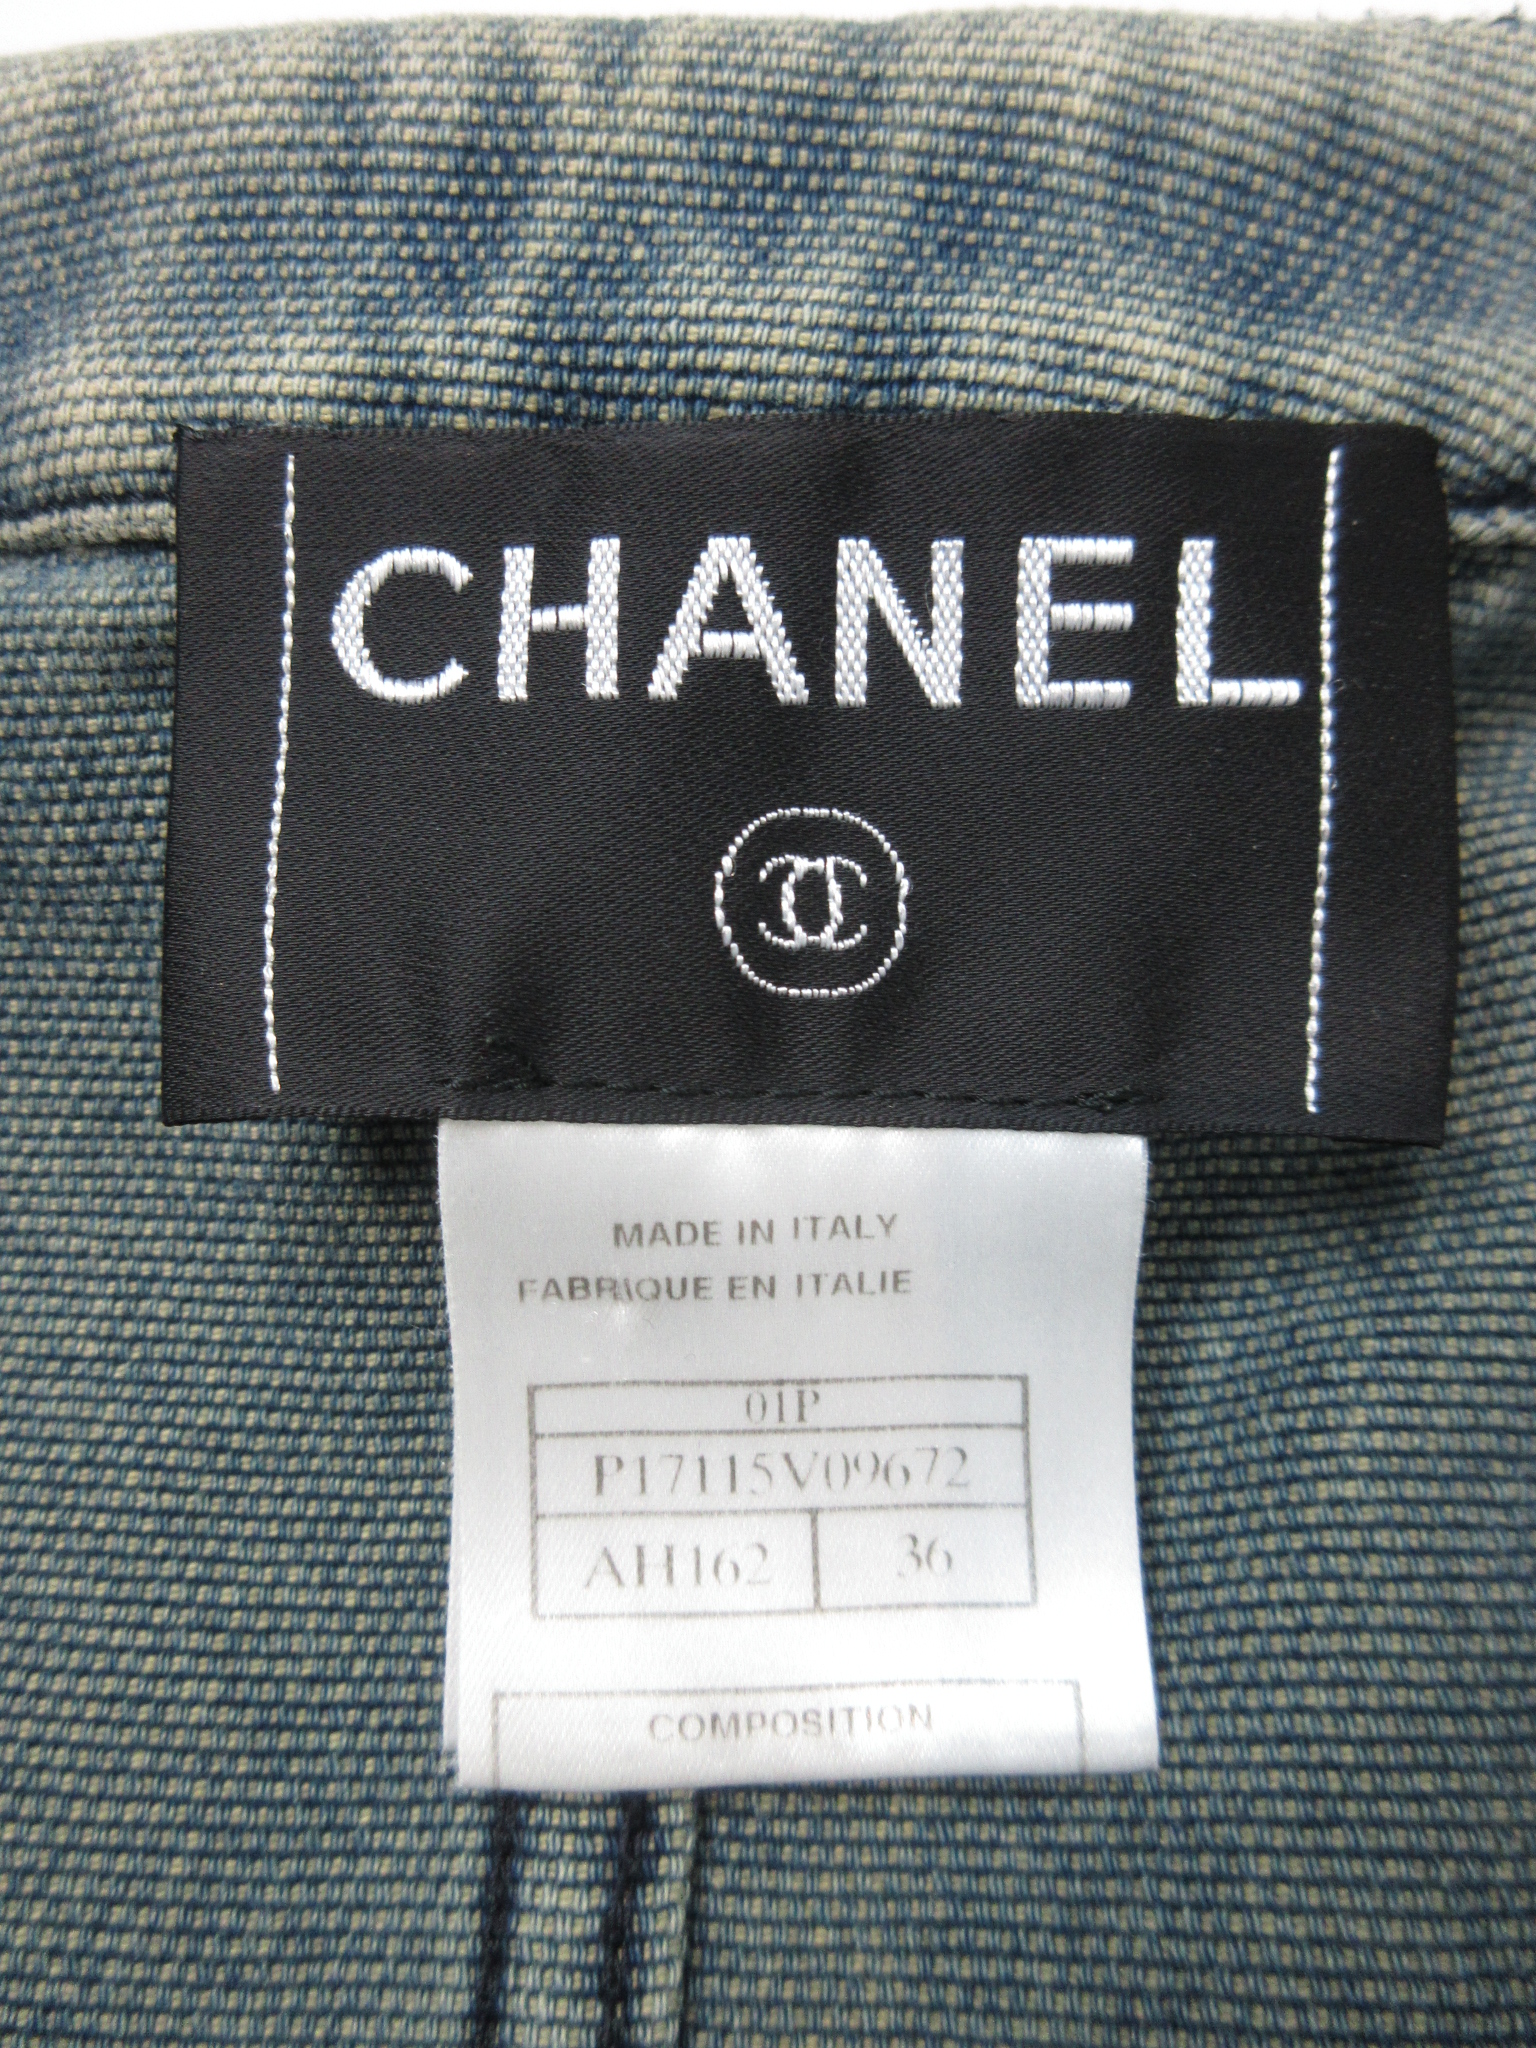 CHANEL
MADE IN ITALY
FABRIQUE EN ITALIE
01P
P17115V09672
AH162 36
COMPOSITION